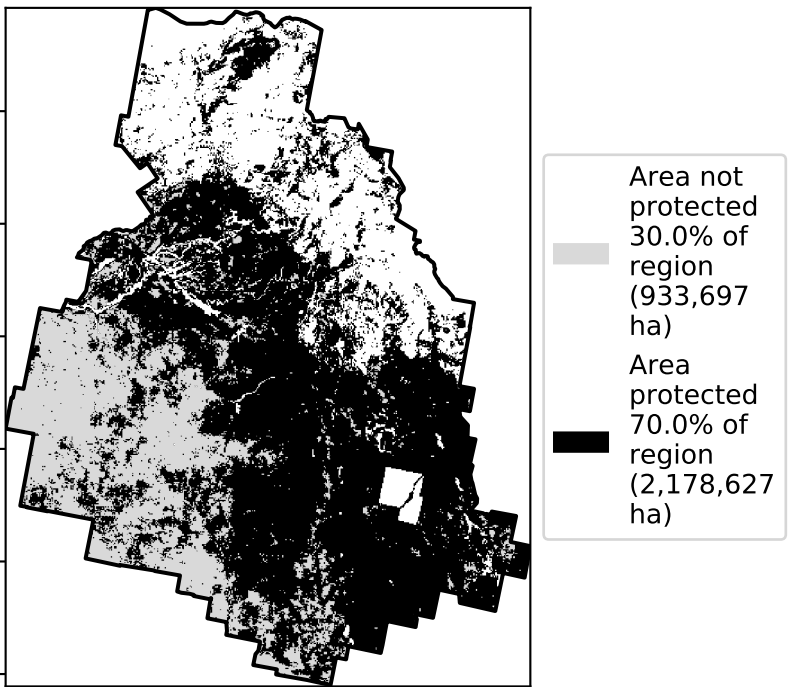 Area not
protected
30.0% of
region
(933,697
ha)
Area
protected
70.0% of
region
(2,178,627
ha)